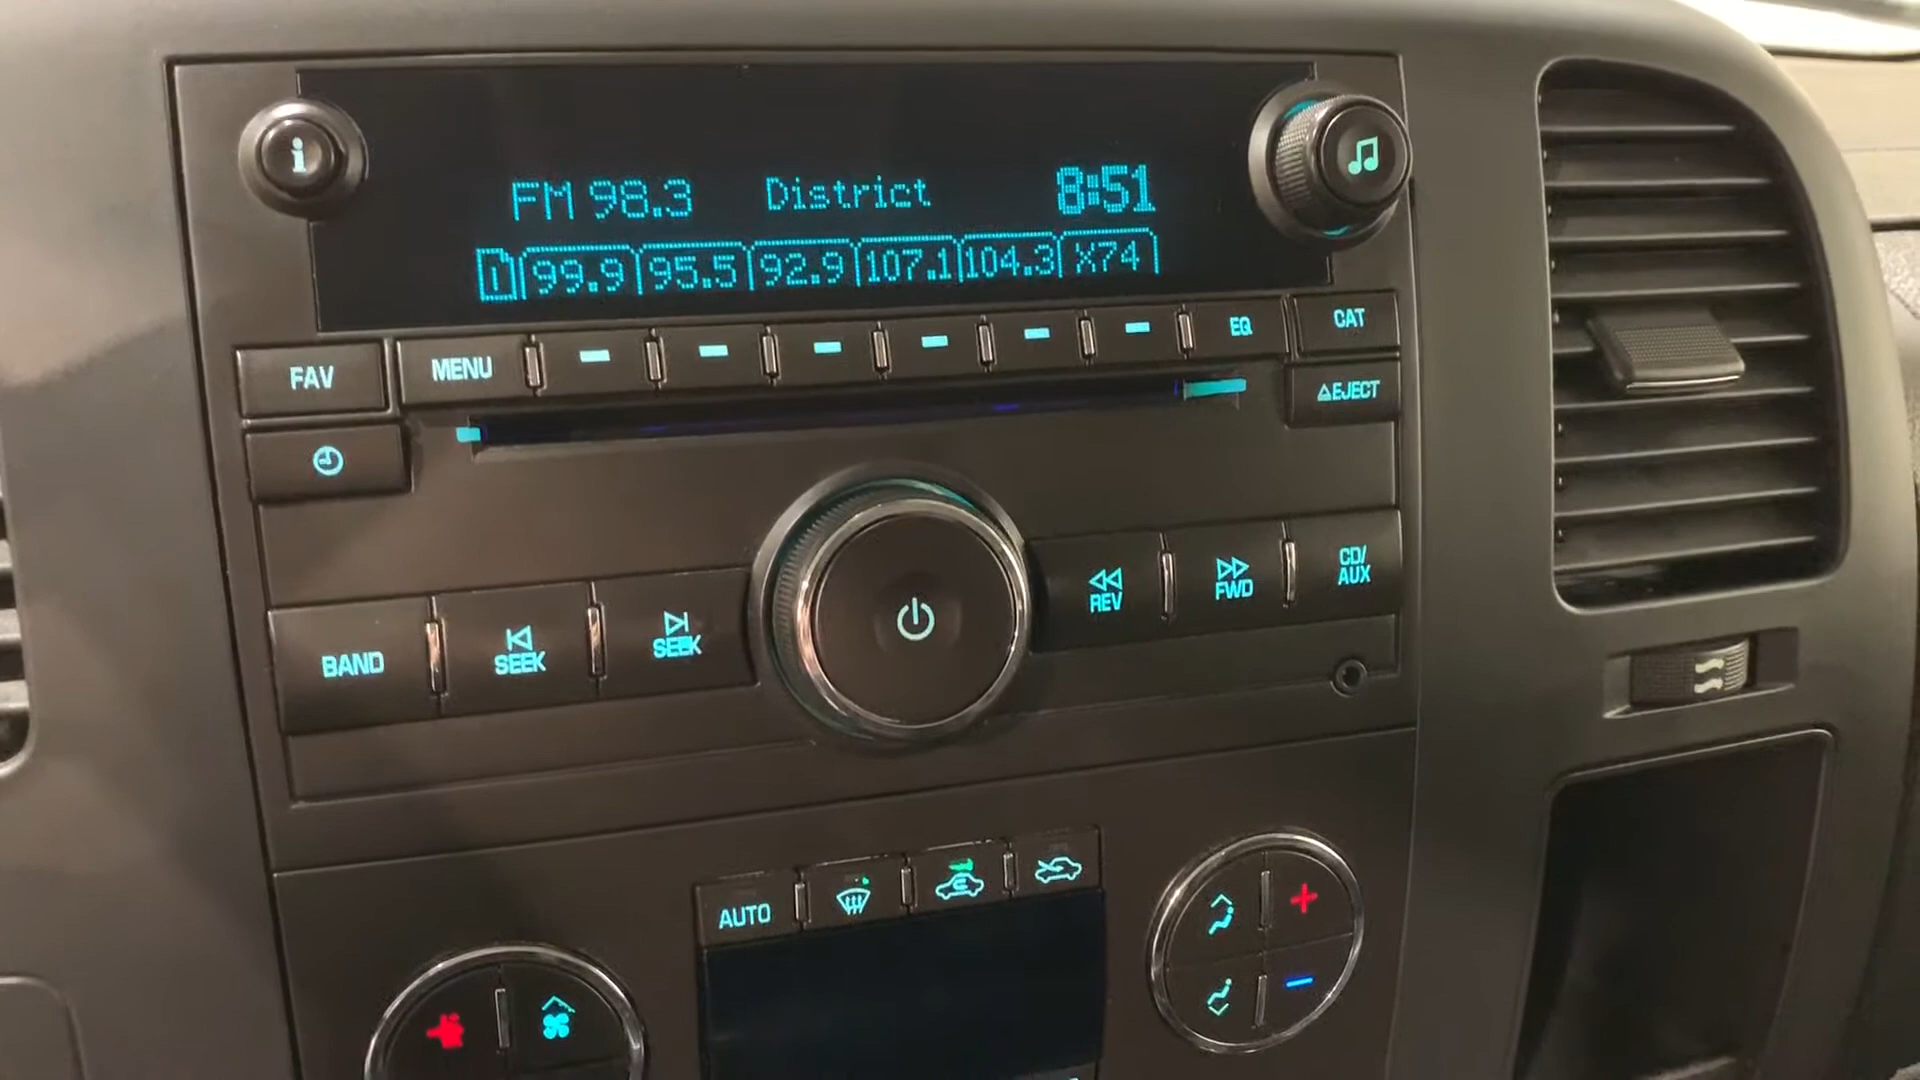 FM 98.3 District 8:51
1 99.9 95.5 92.9 107.1 104.3 X74
FAV MENU EQ CAT
EJECT
BAND SEEK SEEK REV FWD CD/
AUX
AUTO